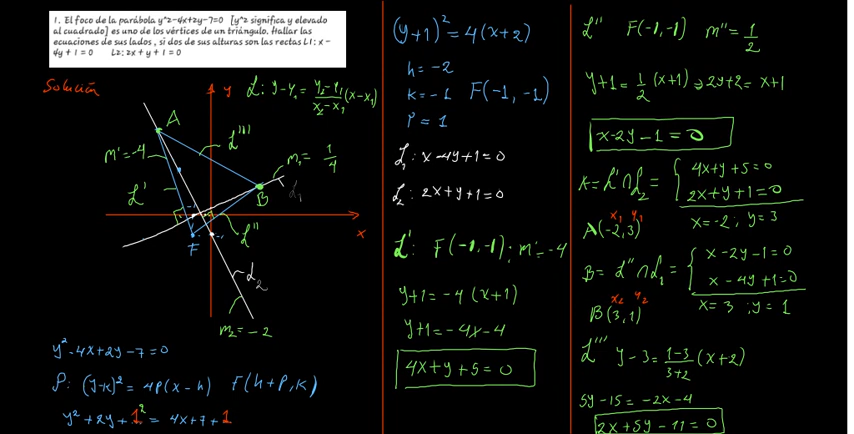 1. El foco de la parábola y^2-4x+2y-7=0 [y^2 significa y elevado
al cuadrado] es uno de los vértices de un triángulo. Hallar las
ecuaciones de sus lados, si dos de sus alturas son las rectas L1: x -
4y + 1 = 0 L2: 2x + y + 1 = 0
Solución
y
L: y-y₁ = (y₂-y₁)/(x₂-x₁) (x-x₁)
A
m'=-4
L'''
m₁= 1/4
L'
B
L₁
-1
x
F
-1
L''
L₂
m₂=-2
y²-4x+2y-7=0
P: (y-k)² = 4P(x-h) F(h+P,K)
y²+2y+1² = 4x+7+1
(y+1)² = 4(x+2)
h=-2
K=-1 F(-1,-1)
P=1
L₁: x-4y+1=0
L₂: 2x+y+1=0
L': F(-1,-1); m'=-4
y+1=-4(x+1)
y+1=-4x-4
4x+y+5=0
L'' F(-1,-1) m''=1/2
y+1=1/2(x+1)⇒2y+2=x+1
x-2y-1=0
A=L'∩L₂= { 4x+y+5=0
2x+y+1=0
x=-2; y=3
x₁ y₁
A(-2,3)
B=L''∩L₁= { x-2y-1=0
x-4y+1=0
x=3; y=1
x₂ y₂
B(3,1)
L''' y-3=(1-3)/(3+2)(x+2)
5y-15=-2x-4
2x+5y-11=0